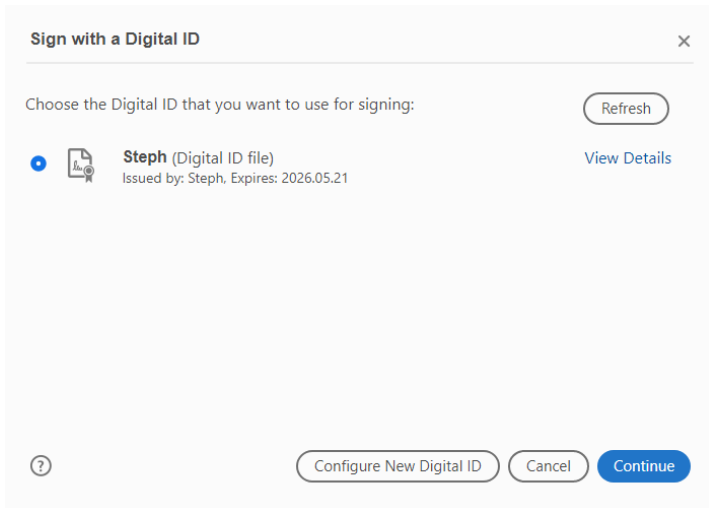 Sign with a Digital ID
Choose the Digital ID that you want to use for signing:
Refresh
Steph (Digital ID file)
View Details
Issued by: Steph, Expires: 2026.05.21
?
Configure New Digital ID
Cancel
Continue